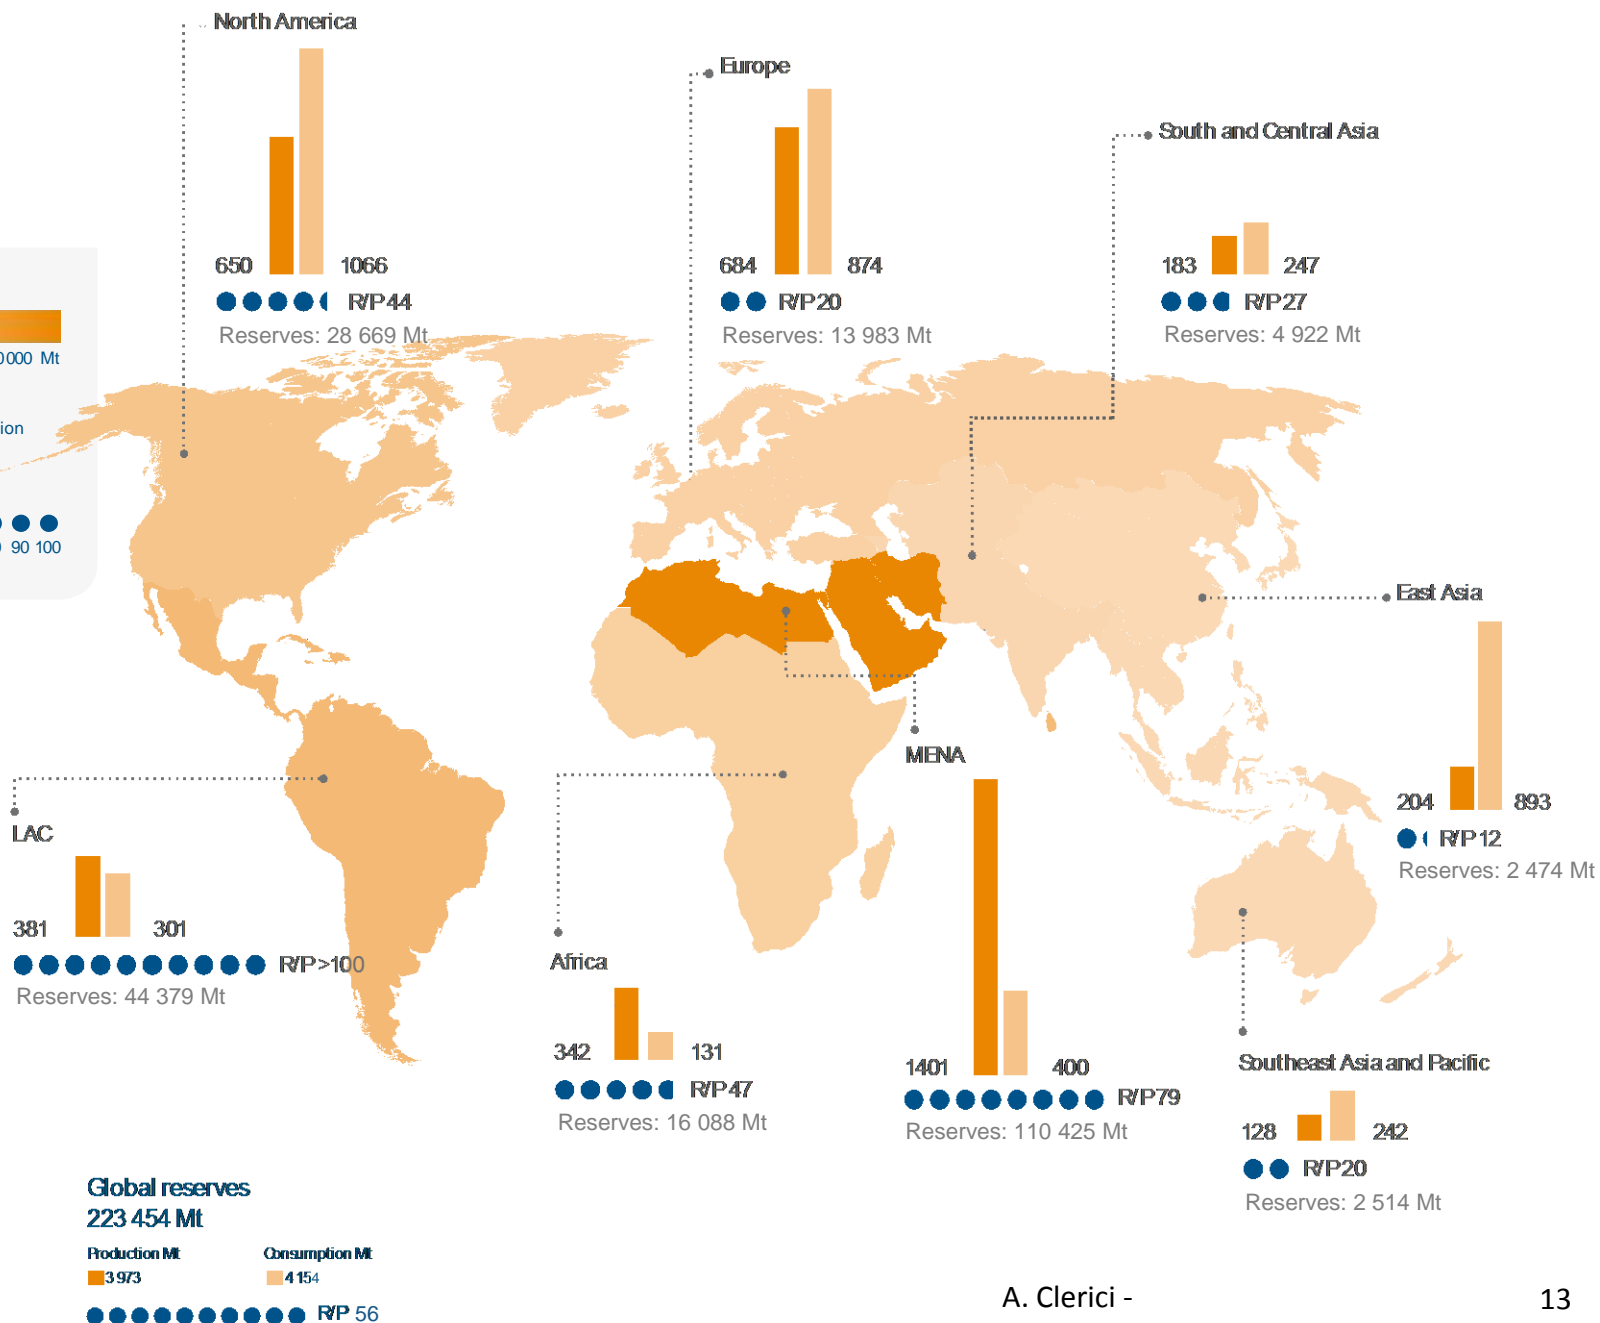 North America
650 1066
R/P 44
Reserves: 28 669 Mt
Europe
684 874
R/P 20
Reserves: 13 983 Mt
South and Central Asia
183 247
R/P 27
Reserves: 4 922 Mt
Mt
90 100
East Asia
204 893
R/P 12
Reserves: 2 474 Mt
MENA
1401 400
R/P 79
Reserves: 110 425 Mt
LAC
381 301
R/P >100
Reserves: 44 379 Mt
Africa
342 131
R/P 47
Reserves: 16 088 Mt
Southeast Asia and Pacific
128 242
R/P 20
Reserves: 2 514 Mt
Global reserves
223 454 Mt
Production Mt Consumption Mt
3 973 4 154
R/P 56
A. Clerici - 13